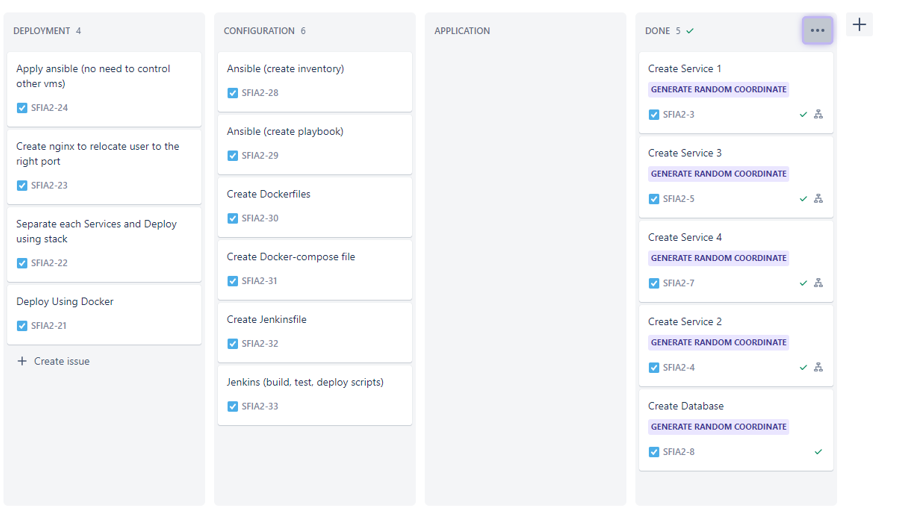 DEPLOYMENT 4
Apply ansible (no need to control
other vms)
SFIA2-24
Create nginx to relocate user to the
right port
SFIA2-23
Separate each Services and Deploy
using stack
SFIA2-22
Deploy Using Docker
SFIA2-21
+ Create issue
CONFIGURATION 6
Ansible (create inventory)
SFIA2-28
Ansible (create playbook)
SFIA2-29
Create Dockerfiles
SFIA2-30
Create Docker-compose file
SFIA2-31
Create Jenkinsfile
SFIA2-32
Jenkins (build, test, deploy scripts)
SFIA2-33
APPLICATION
DONE 5
Create Service 1
GENERATE RANDOM COORDINATE
SFIA2-3
Create Service 3
GENERATE RANDOM COORDINATE
SFIA2-5
Create Service 4
GENERATE RANDOM COORDINATE
SFIA2-7
Create Service 2
GENERATE RANDOM COORDINATE
SFIA2-4
Create Database
GENERATE RANDOM COORDINATE
SFIA2-8